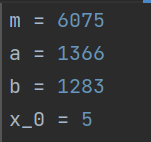 m = 6075
a = 1366
b = 1283
x_0 = 5